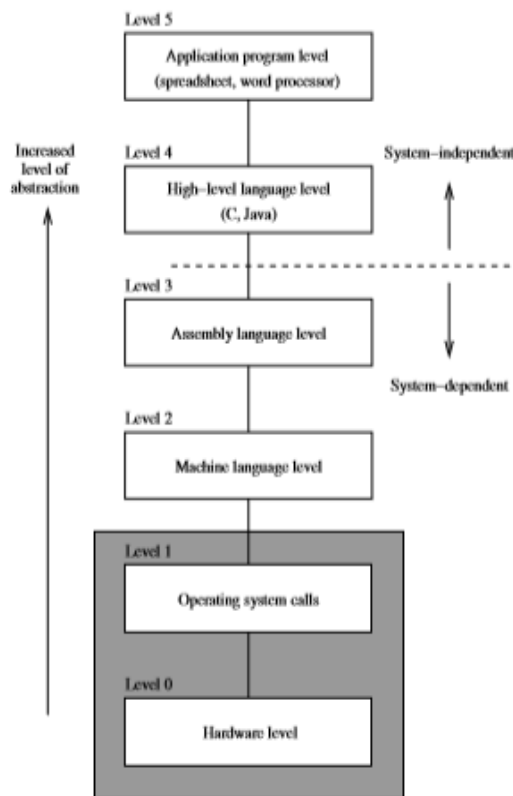 Level 5
Application program level
(spreadsheet, word processor)
Increased
level of
abstraction
Level 4
High–level language level
(C, Java)
System–independent
Level 3
Assembly language level
System–dependent
Level 2
Machine language level
Level 1
Operating system calls
Level 0
Hardware level